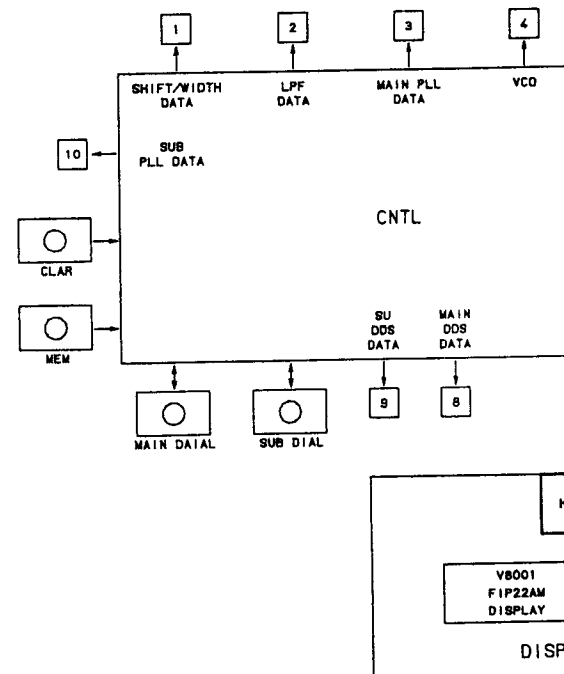 1
2
3
4
SHIFT/WIDTH
DATA
LPF
DATA
MAIN PLL
DATA
VCO
10
SUB
PLL DATA
CNTL
CLAR
MEM
SU
DDS
DATA
MAIN
DDS
DATA
MAIN DAIAL
SUB DIAL
9
8
V8001
FIP22AM
DISPLAY
DISP